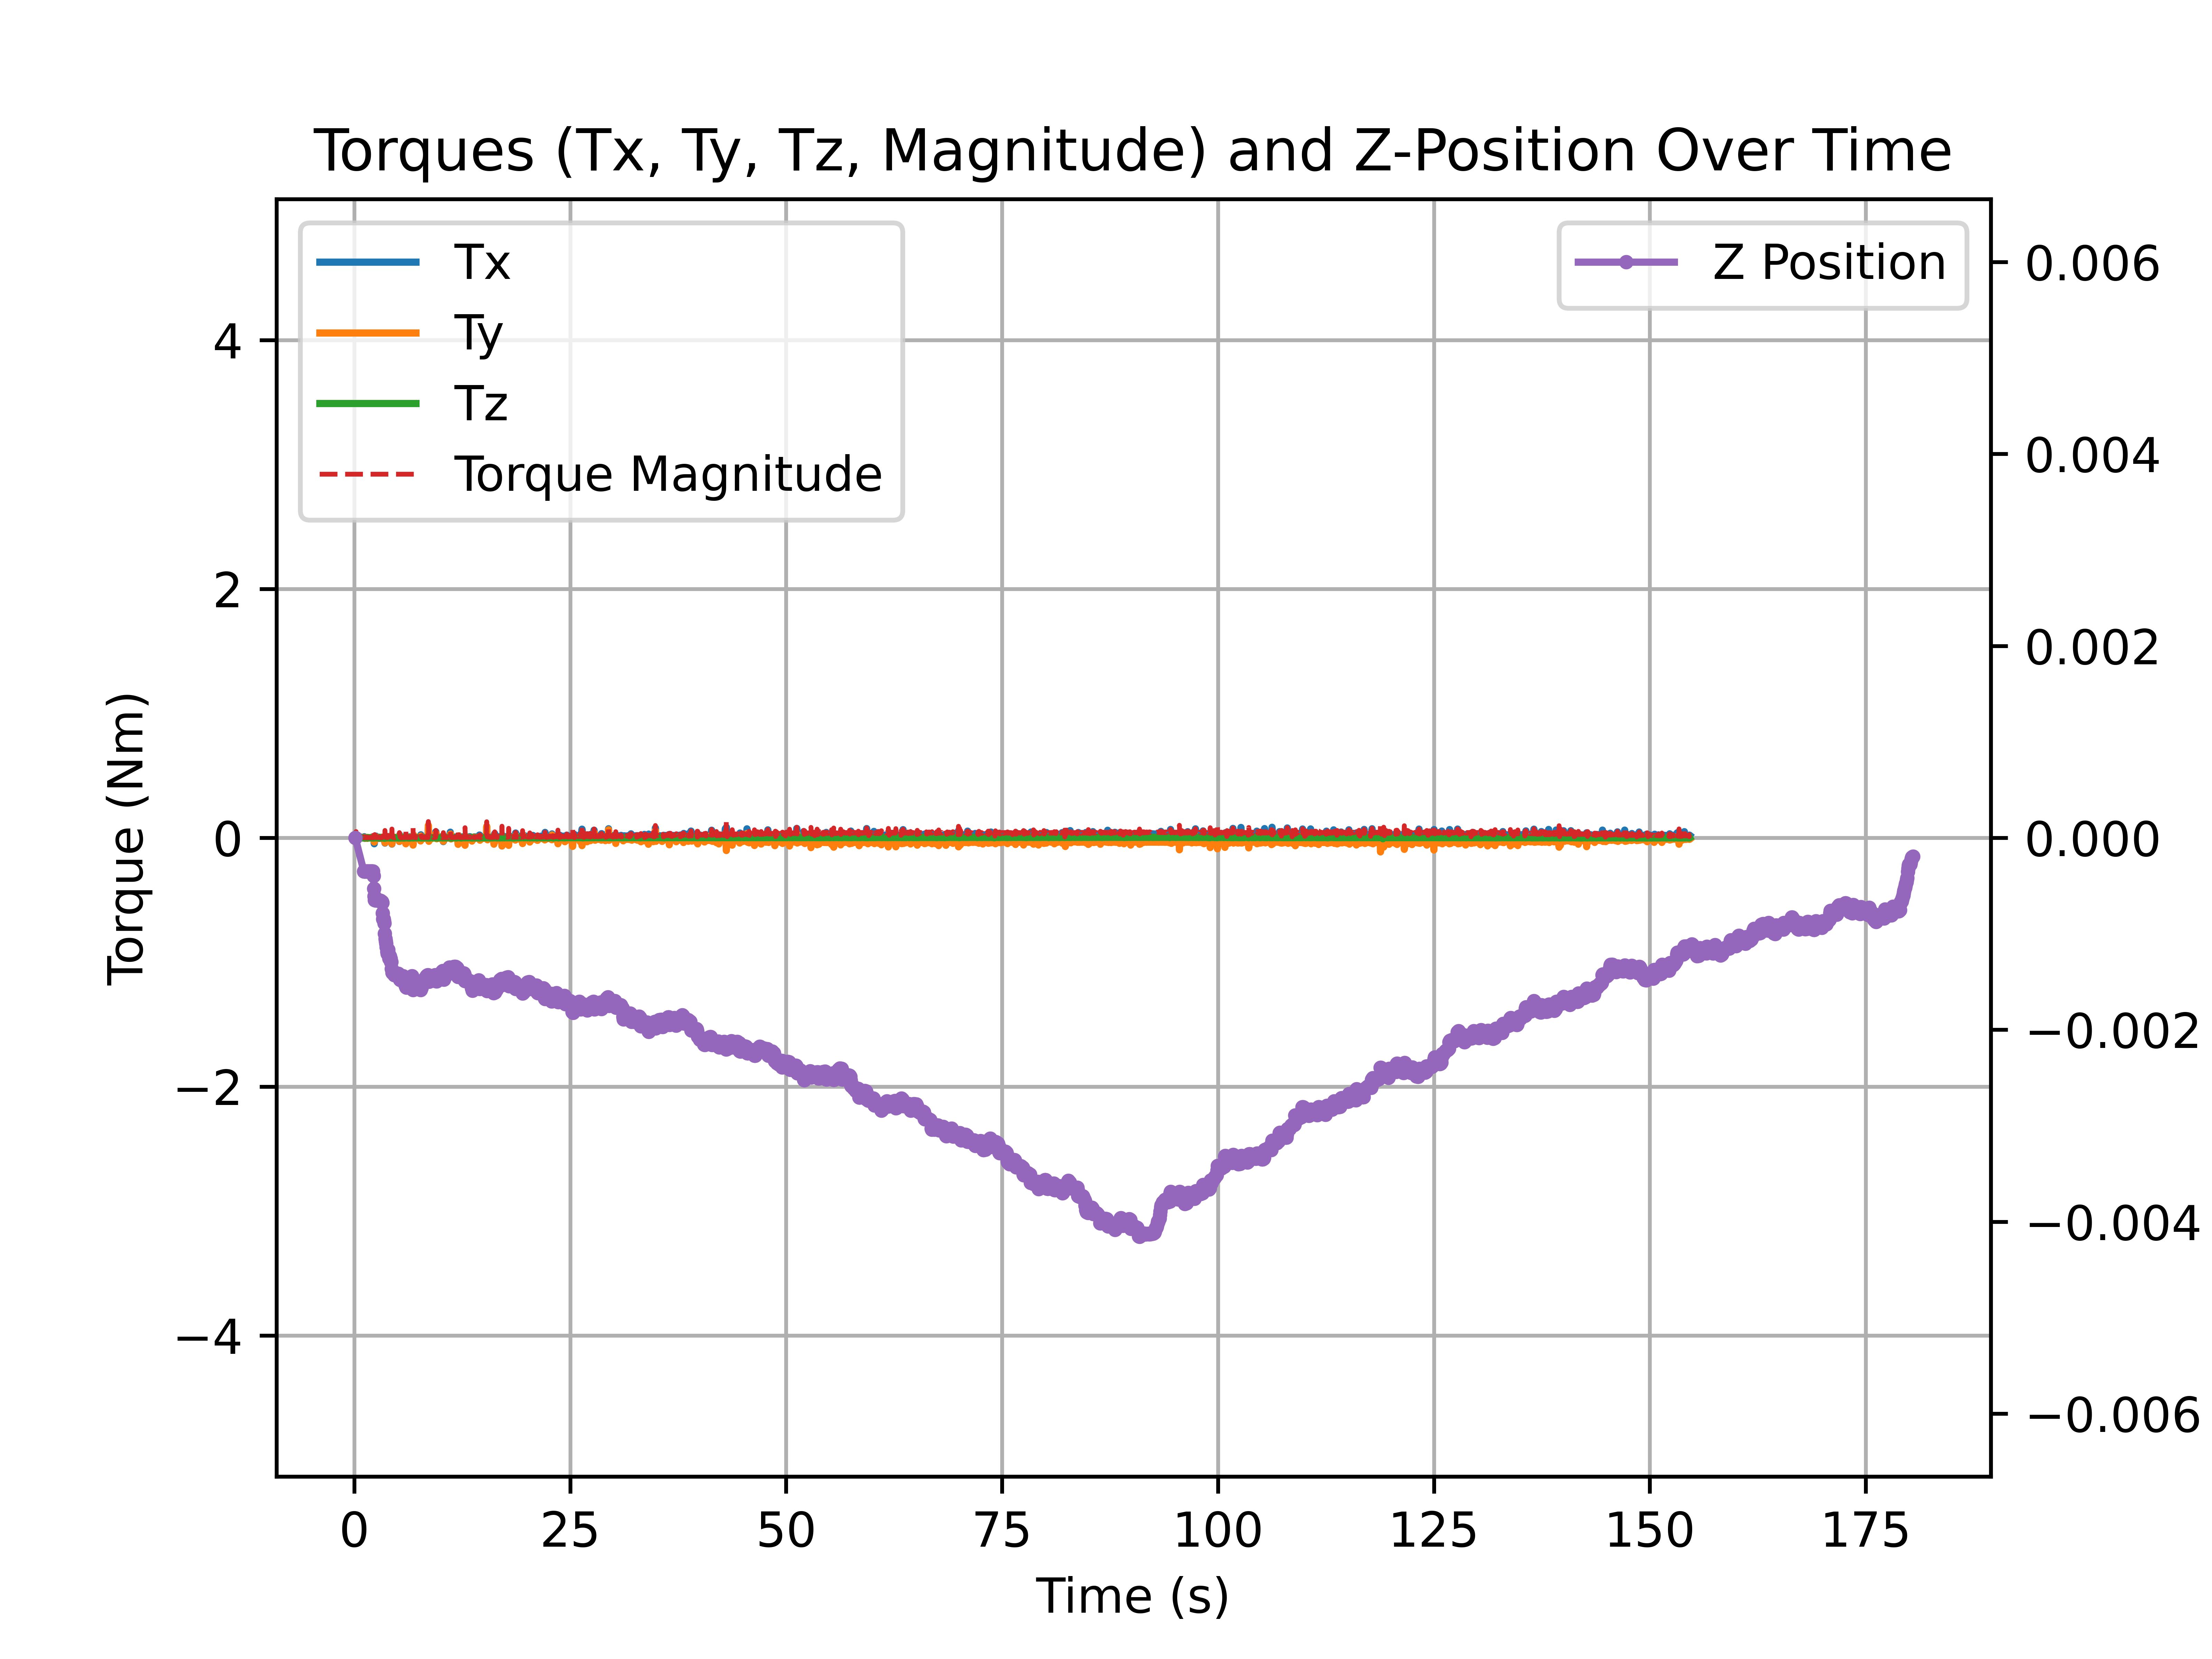 Torques (Tx, Ty, Tz, Magnitude) and Z-Position Over Time
Tx
Ty
Tz
Torque Magnitude
Z Position
Torque (Nm)
4
2
0
−2
−4
0.006
0.004
0.002
0.000
−0.002
−0.004
−0.006
0 25 50 75 100 125 150 175
Time (s)